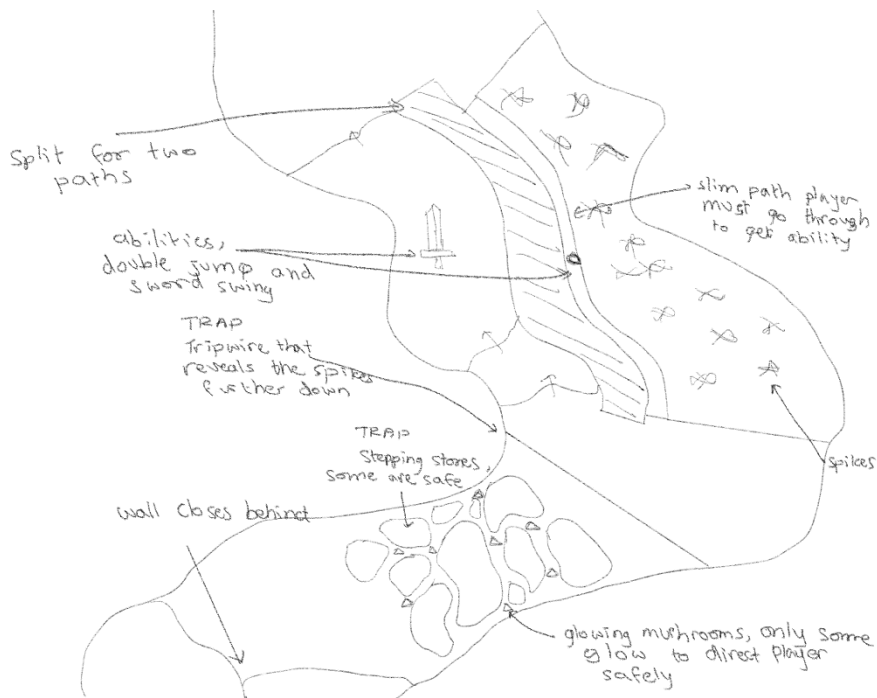 Split for two
paths
slim path player
must go through
to get ability
abilities,
double jump and
sword swing
TRAP
Tripwire that
reveals the spikes
further down
TRAP
Stepping stones,
some are safe
spikes
wall closes behind
glowing mushrooms, only some
glow to direct player
safely